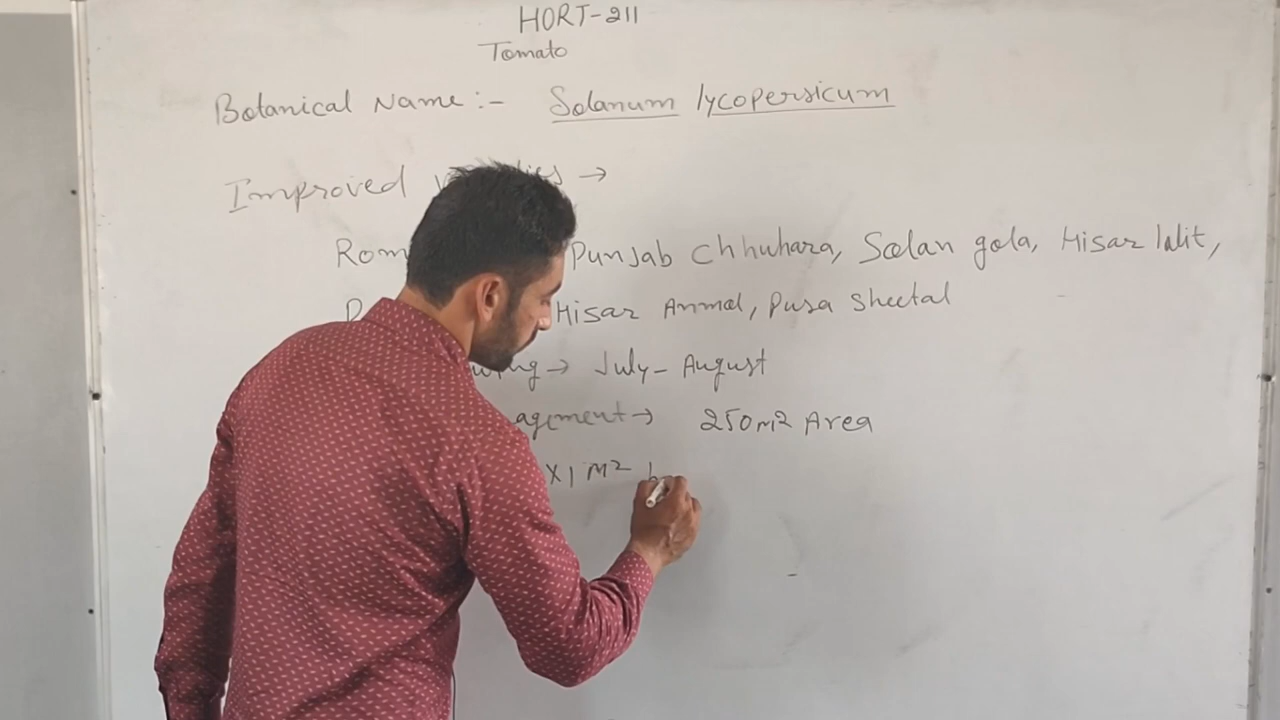 HORT-211
Tomato
Botanical Name :- Solanum lycopersicum
Improved →
Punjab Chhuhara, Solan gola, Hisar lalit,
Hisar Anmol, Pusa Sheetal
→ July - August
→ 250m2 Area
X1 M2